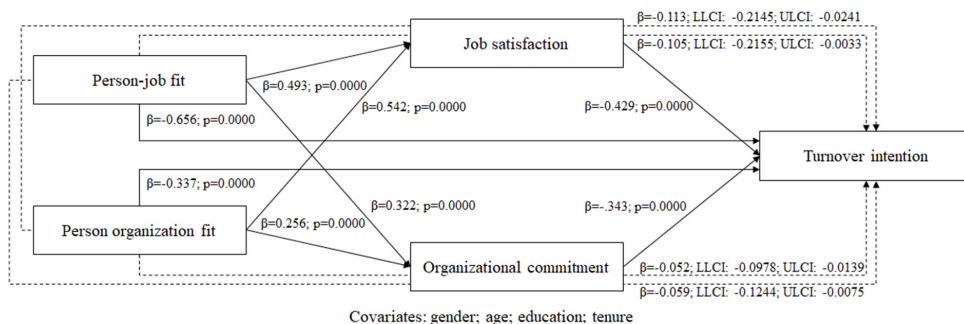 β=-0.113; LLCI: -0.2145; ULCI: -0.0241
Job satisfaction
β=-0.105; LLCI: -0.2155; ULCI: -0.0033
Person-job fit
β=0.493; p=0.0000
β=0.542; p=0.0000
β=-0.429; p=0.0000
β=-0.656; p=0.0000
Turnover intention
β=-0.337; p=0.0000
β=0.322; p=0.0000
β=-.343; p=0.0000
Person organization fit
β=0.256; p=0.0000
Organizational commitment
β=-0.052; LLCI: -0.0978; ULCI: -0.0139
β=-0.059; LLCI: -0.1244; ULCI: -0.0075
Covariates: gender; age; education; tenure